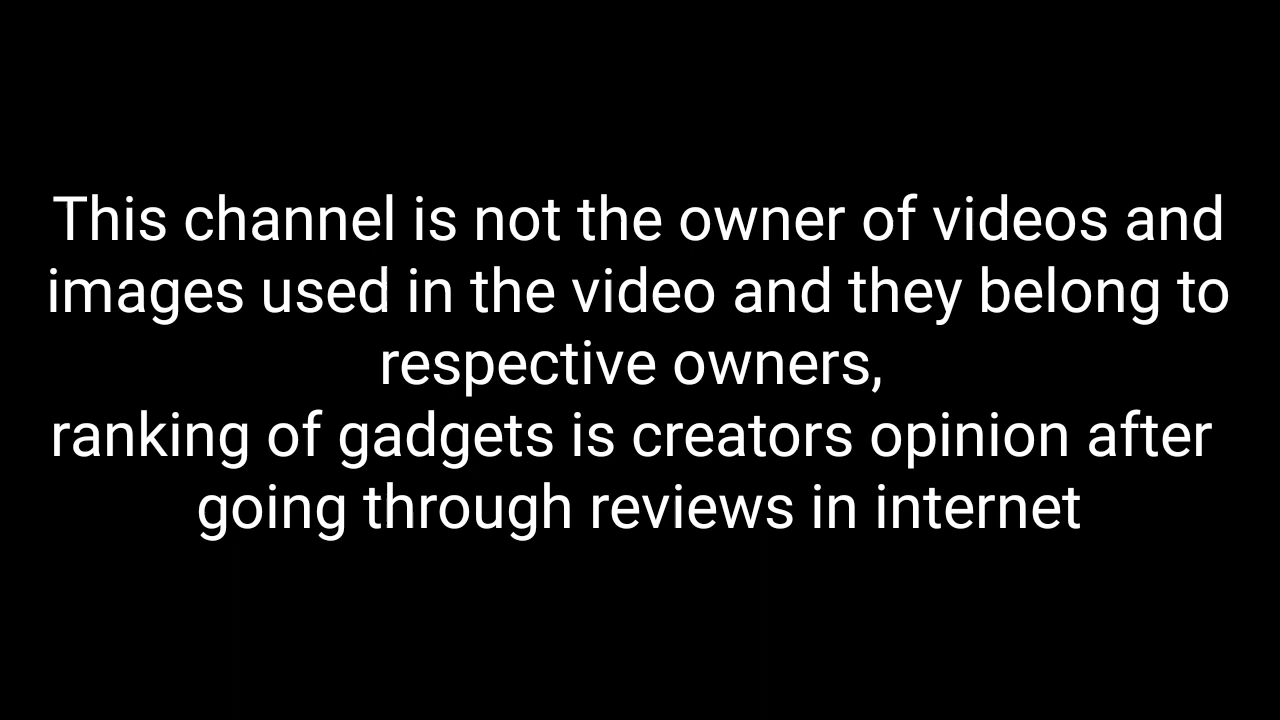 This channel is not the owner of videos and
images used in the video and they belong to
respective owners,
ranking of gadgets is creators opinion after
going through reviews in internet